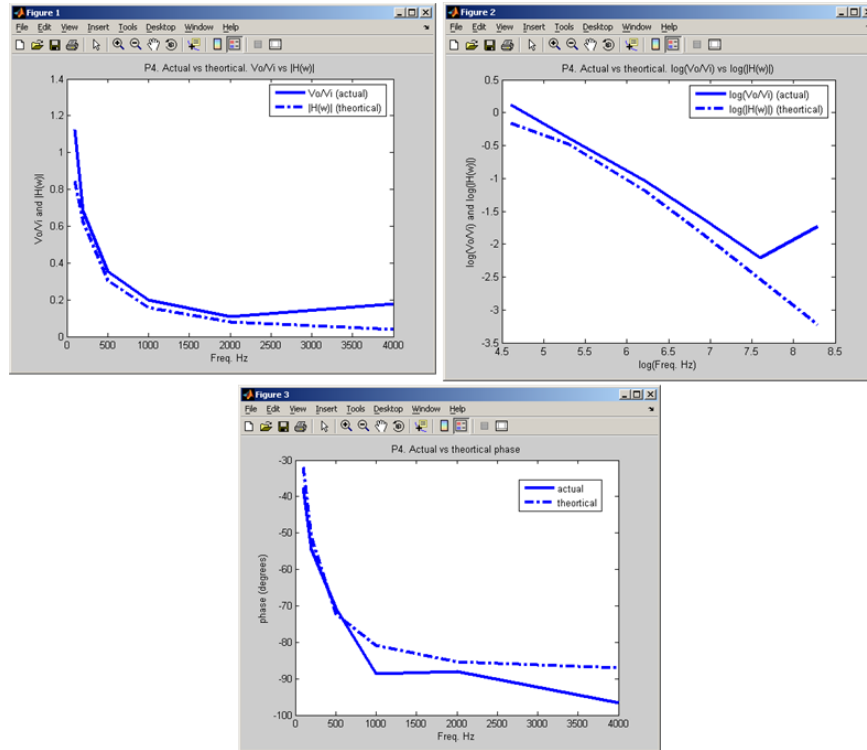 Figure 1
File Edit View Insert Tools Desktop Window Help
P4. Actual vs theortical. Vo/Vi vs |H(w)|
Vo/Vi (actual)
|H(w)| (theortical)
Vo/Vi and |H(w)|
1.4
1.2
1
0.8
0.6
0.4
0.2
0
0 500 1000 1500 2000 2500 3000 3500 4000
Freq. Hz
Figure 2
File Edit View Insert Tools Desktop Window Help
P4. Actual vs theortical. log(Vo/Vi) vs log(|H(w)|)
log(Vo/Vi) (actual)
log(|H(w)|) (theortical)
log(Vo/Vi) and log(|H(w)|)
0.5
0
-0.5
-1
-1.5
-2
-2.5
-3
-3.5
4.5 5 5.5 6 6.5 7 7.5 8 8.5
log(Freq. Hz)
Figure 3
File Edit View Insert Tools Desktop Window Help
P4. Actual vs theortical phase
actual
theortical
phase (degrees)
-30
-40
-50
-60
-70
-80
-90
-100
0 500 1000 1500 2000 2500 3000 3500 4000
Freq. Hz